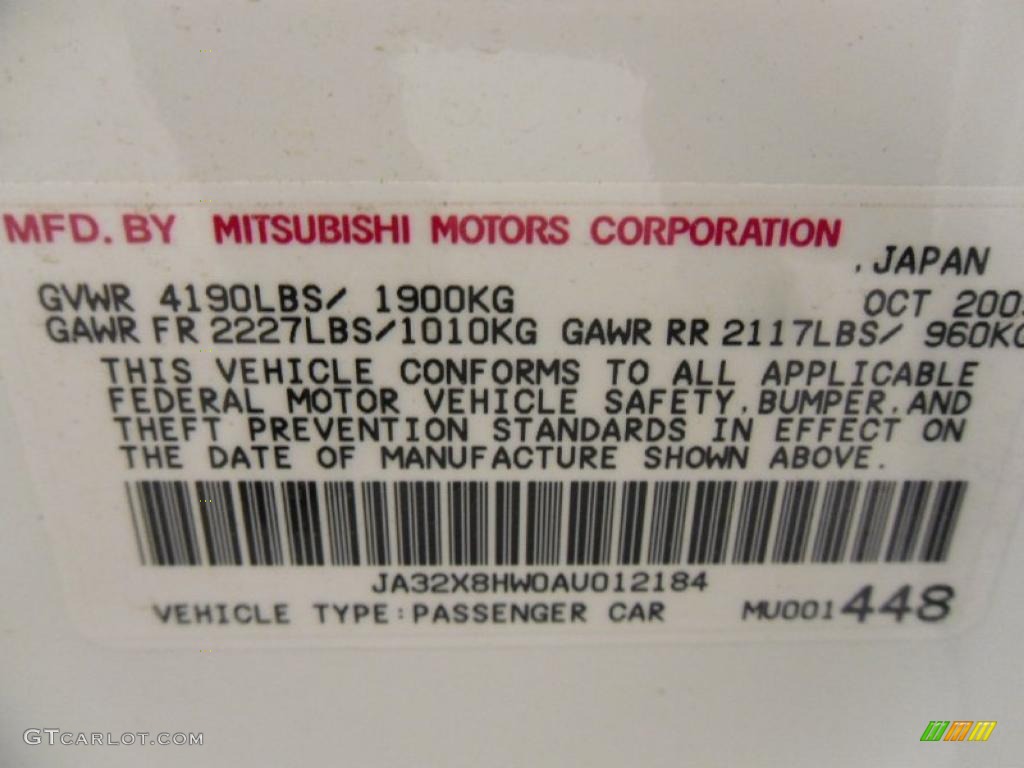 MFD. BY MITSUBISHI MOTORS CORPORATION
, JAPAN
GVWR 4190LBS/ 1900KG OCT
GAWR FR 2227LBS/1010KG GAWR RR 2117LBS/ 960KG
THIS VEHICLE CONFORMS TO ALL APPLICABLE
FEDERAL MOTOR VEHICLE SAFETY, BUMPER, AND
THEFT PREVENTION STANDARDS IN EFFECT ON
THE DATE OF MANUFACTURE SHOWN ABOVE.
JA32X8HW0AU012184
VEHICLE TYPE:PASSENGER CAR MU001448
GTCARLOT.COM